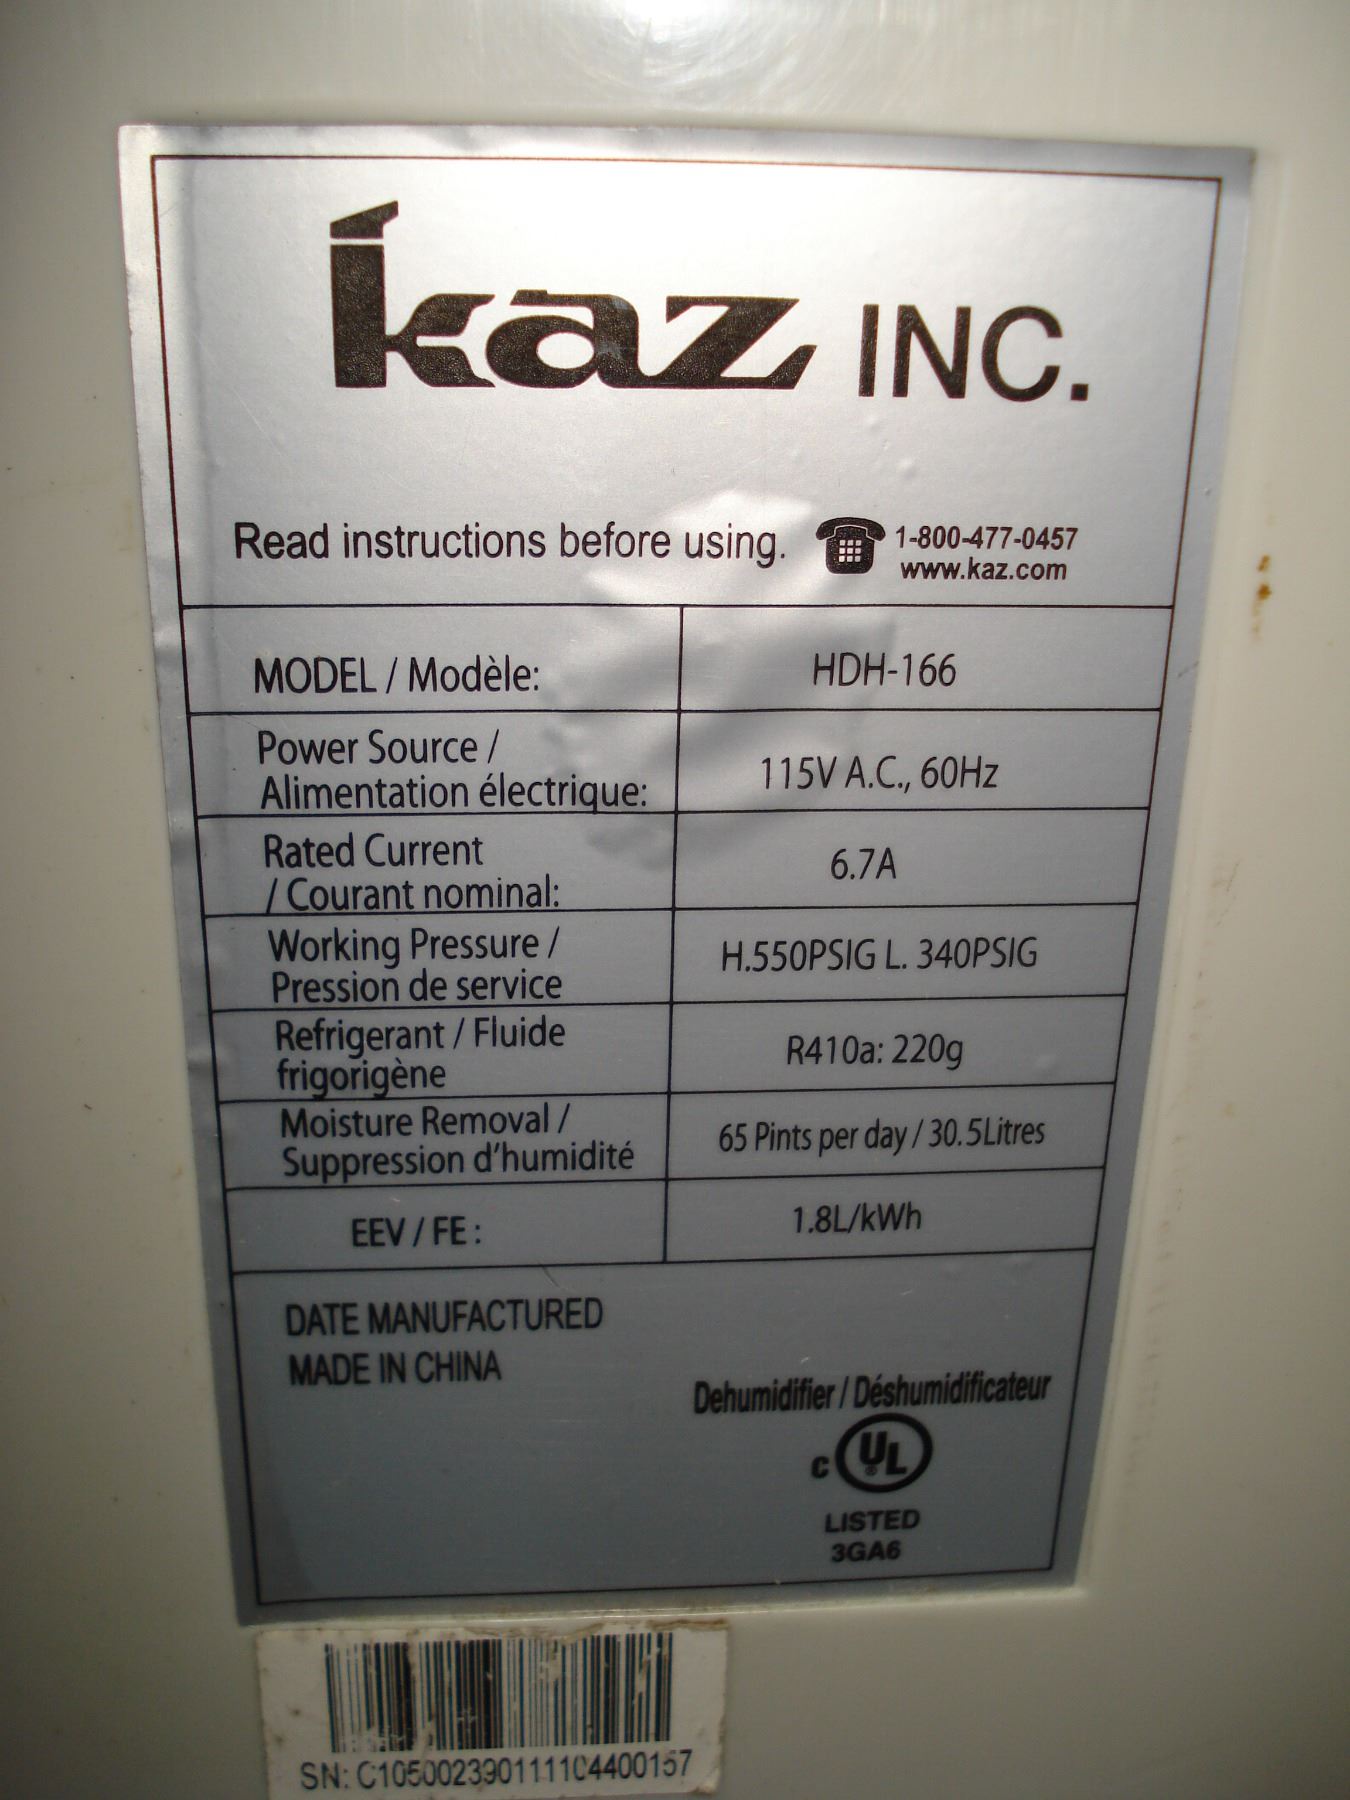 kaz INC.
Read instructions before using. 1-800-477-0457
www.kaz.com
MODEL / Modèle: HDH-166
Power Source /
Alimentation électrique: 115V A.C., 60Hz
Rated Current
/ Courant nominal: 6.7A
Working Pressure /
Pression de service H.550PSIG L. 340PSIG
Refrigerant / Fluide
frigorigène R410a: 220g
Moisture Removal /
Suppression d'humidité 65 Pints per day / 30.5Litres
EEV / FE : 1.8L/kWh
DATE MANUFACTURED
MADE IN CHINA
Dehumidifier / Déshumidificateur
c UL ®
LISTED
3GA6
SN: C105002390111104400157